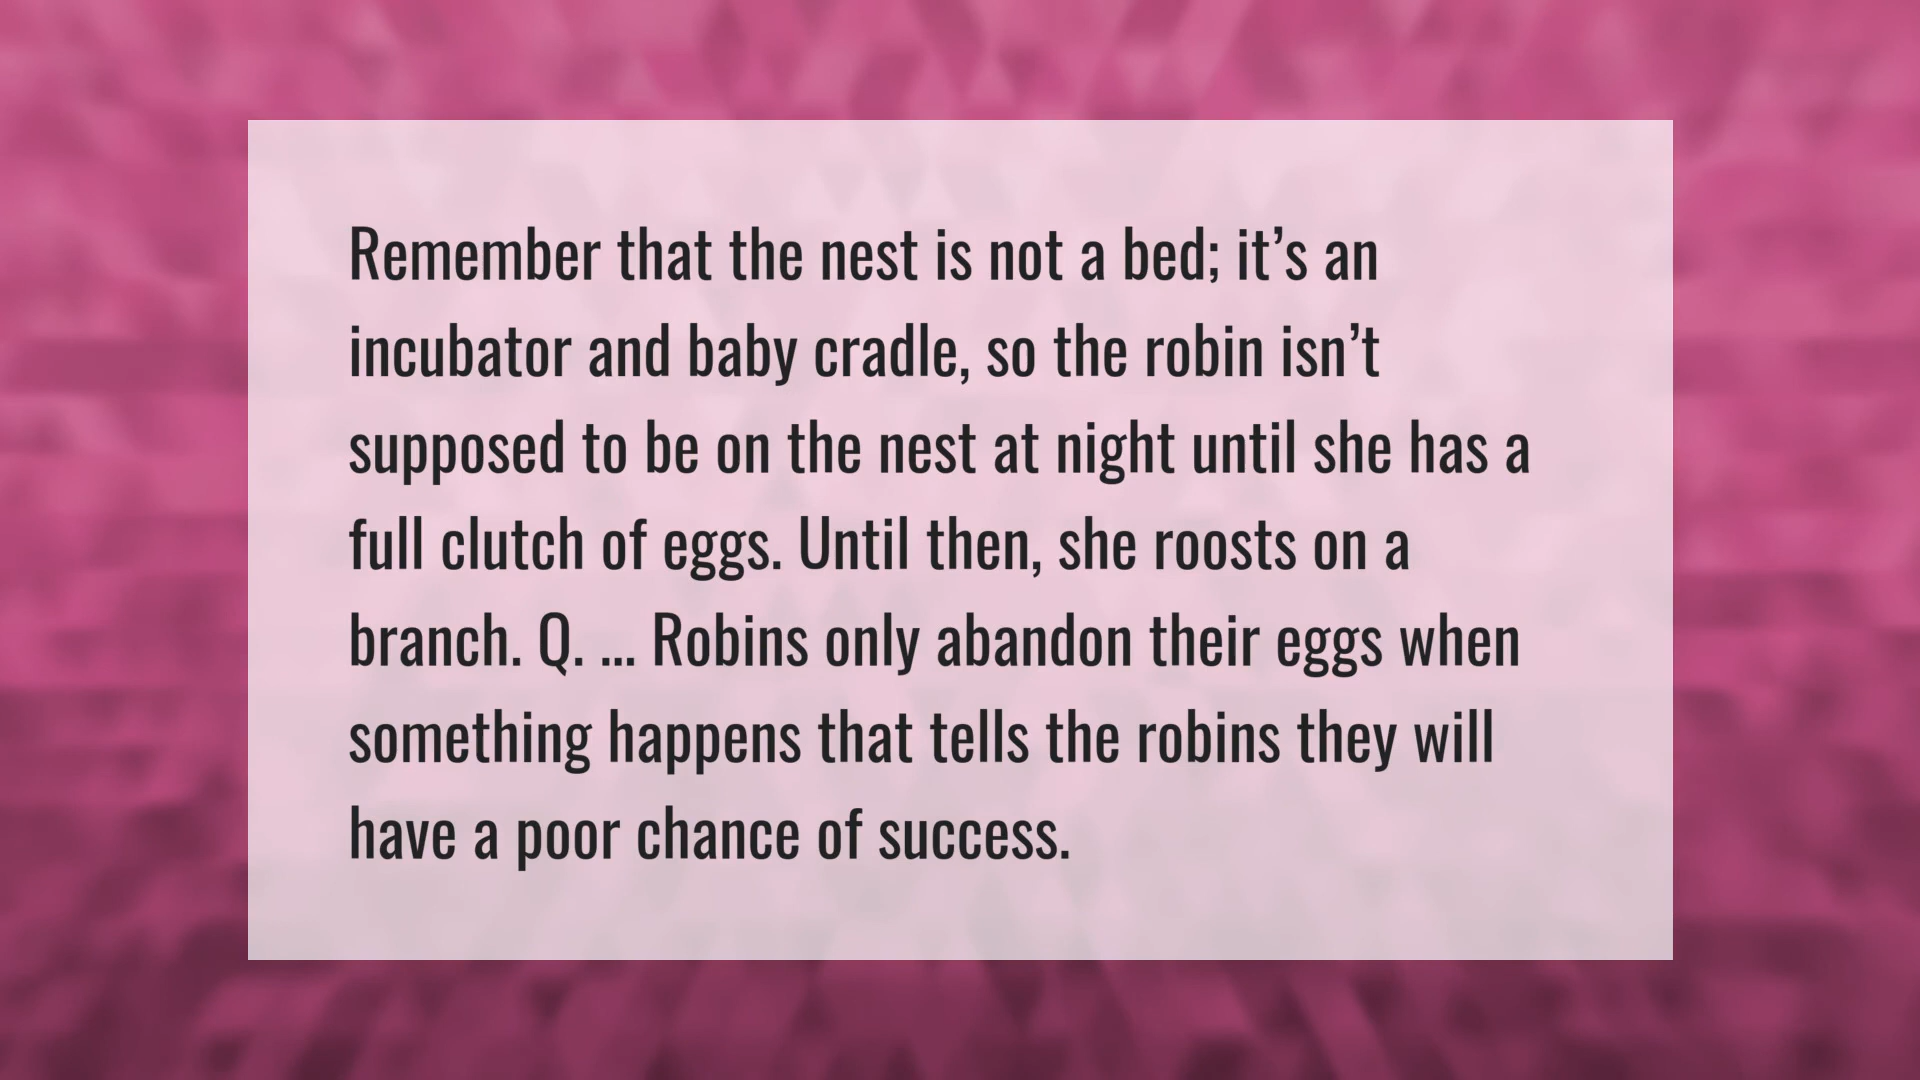 Remember that the nest is not a bed; it’s an
incubator and baby cradle, so the robin isn’t
supposed to be on the nest at night until she has a
full clutch of eggs. Until then, she roosts on a
branch. Q. ... Robins only abandon their eggs when
something happens that tells the robins they will
have a poor chance of success.